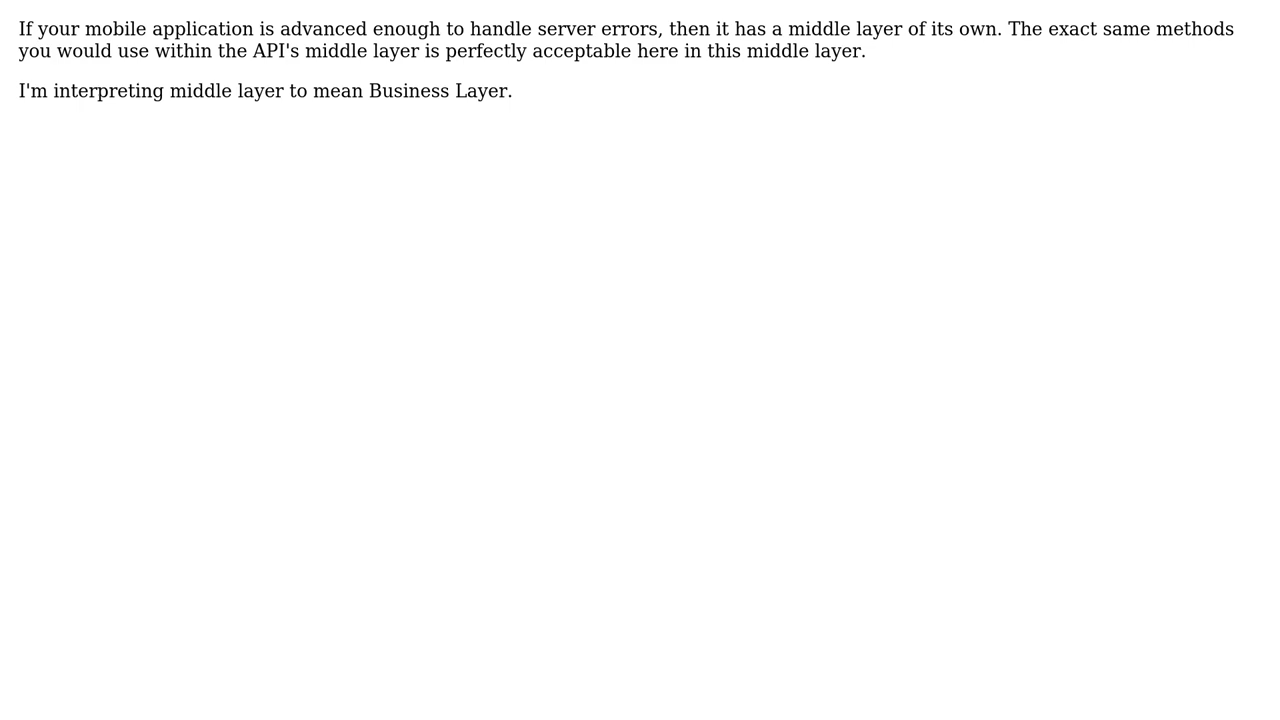 If your mobile application is advanced enough to handle server errors, then it has a middle layer of its own. The exact same methods
you would use within the API's middle layer is perfectly acceptable here in this middle layer.
I'm interpreting middle layer to mean Business Layer.